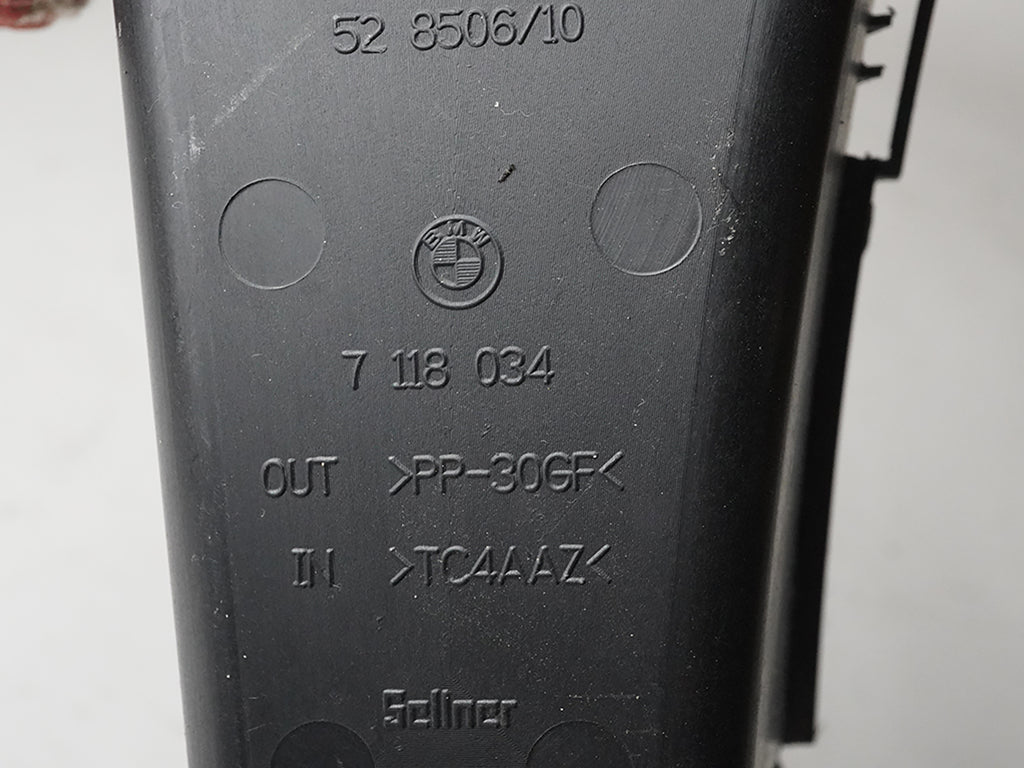 52 8506/10
BMW
7 118 034
OUT >PP-30GF<
IN >TC4AAZ<
Sellner